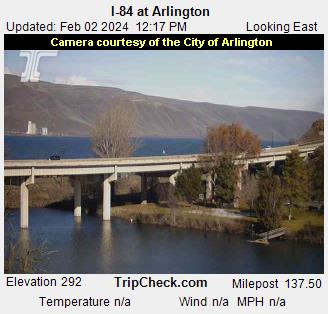 I-84 at Arlington
Updated: Feb 02 2024 12:17 PM Looking East
Camera courtesy of the City of Arlington
Elevation 292 TripCheck.com Milepost 137.50
Temperature n/a Wind n/a MPH n/a